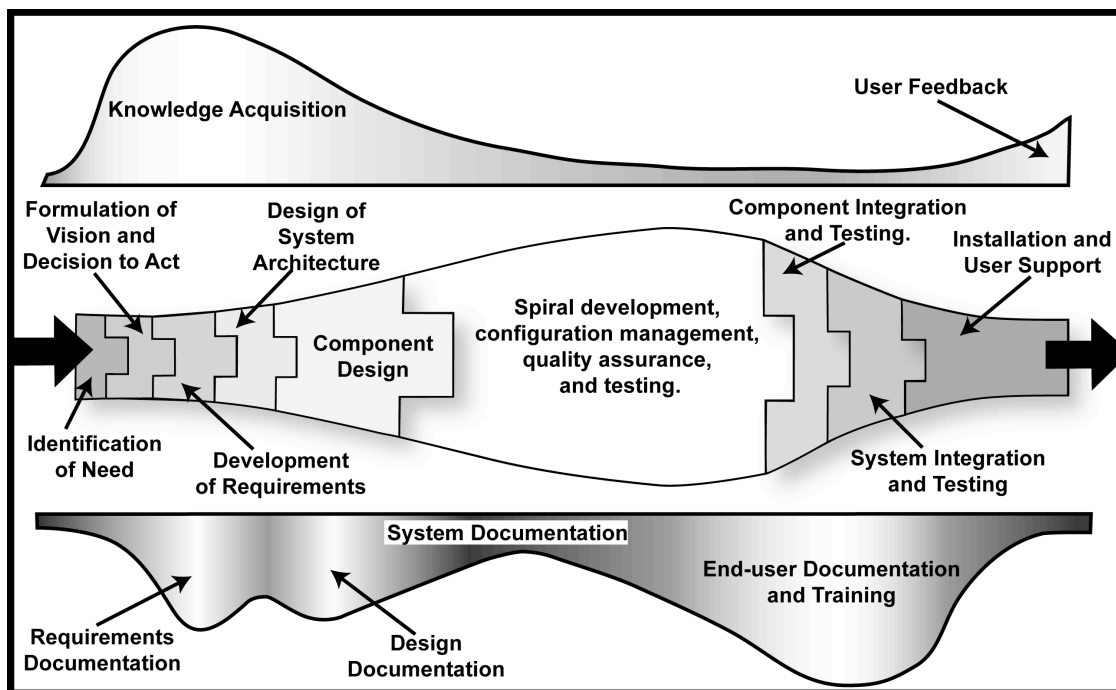 Knowledge Acquisition
User Feedback
Formulation of
Vision and
Decision to Act
Design of
System
Architecture
Component Integration
and Testing.
Installation and
User Support
Component
Design
Spiral development,
configuration management,
quality assurance,
and testing.
Identification
of Need
Development
of Requirements
System Integration
and Testing
System Documentation
End-user Documentation
and Training
Requirements
Documentation
Design
Documentation